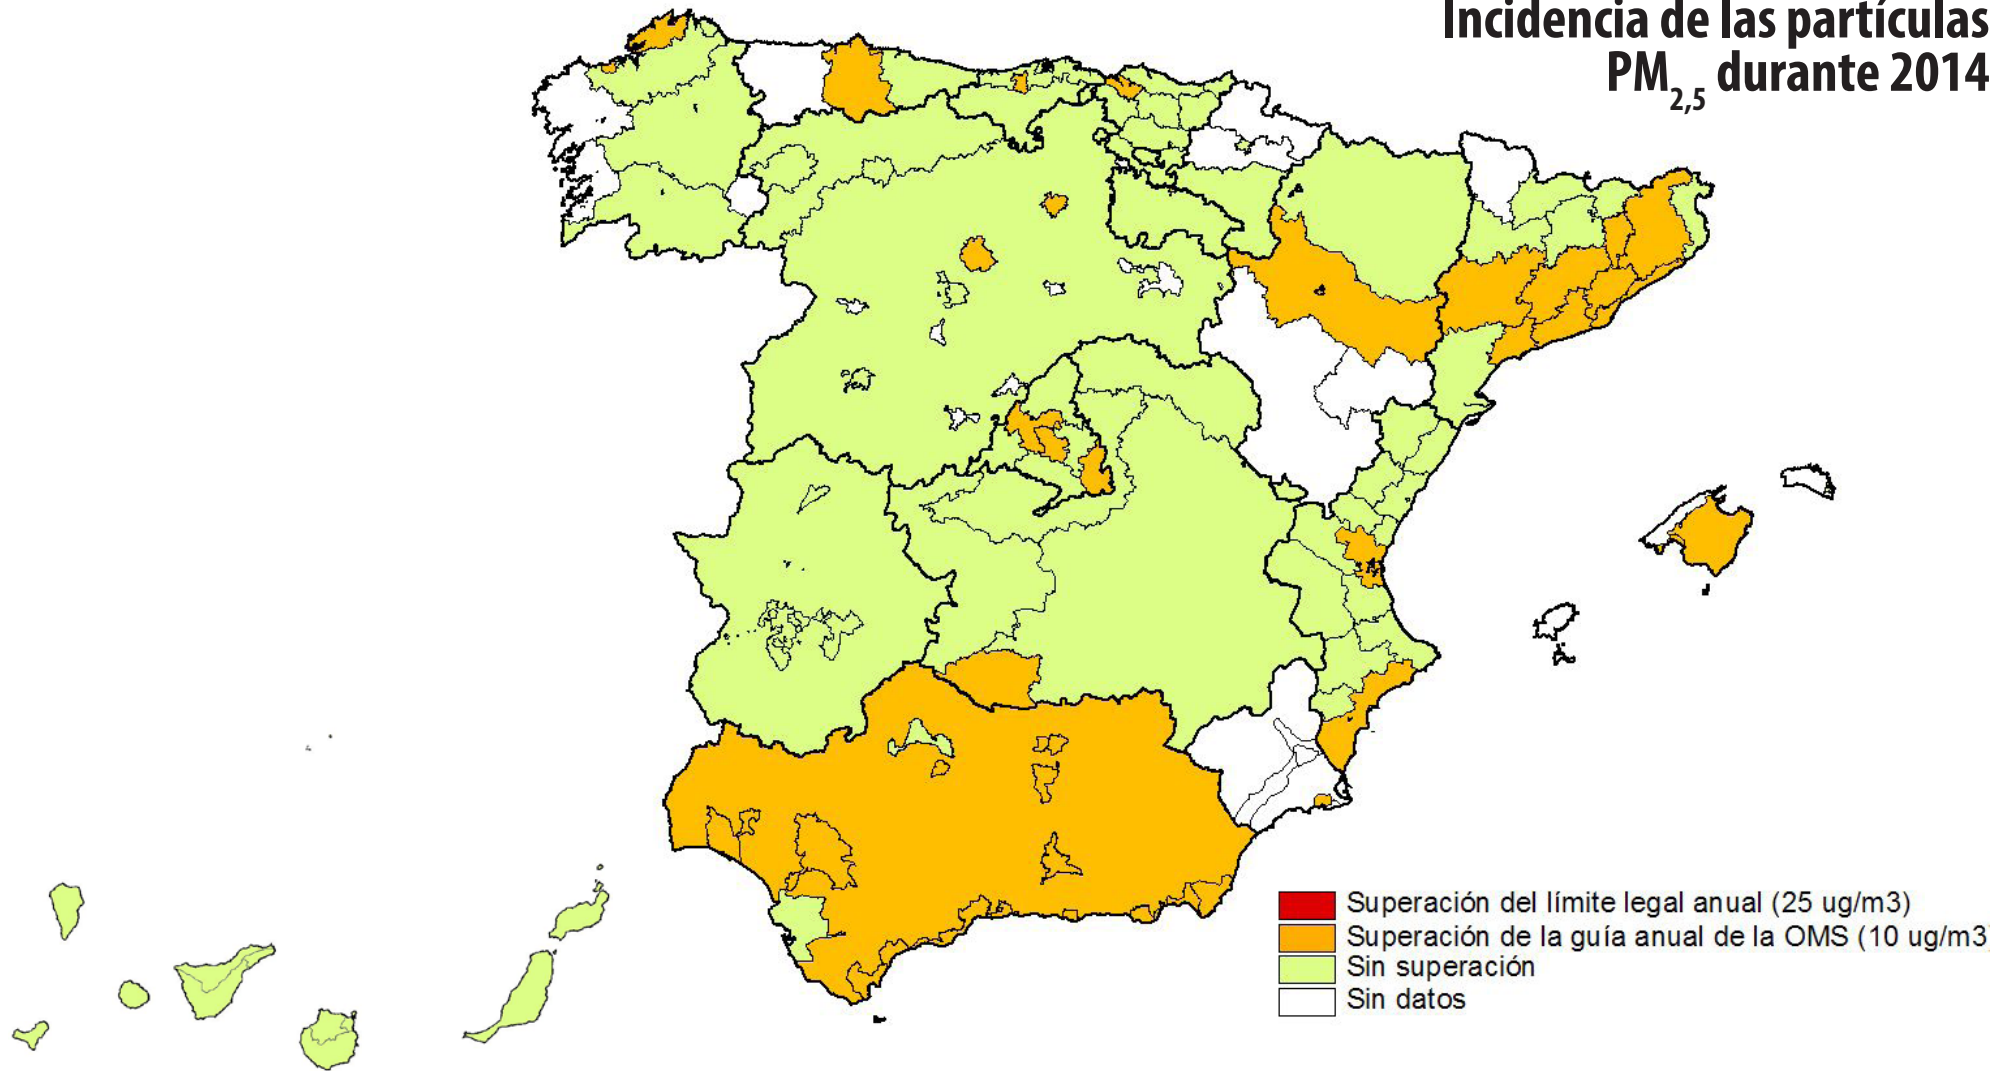 Incidencia de las partículas
PM2,5 durante 2014
Superación del límite legal anual (25 ug/m3)
Superación de la guía anual de la OMS (10 ug/m3)
Sin superación
Sin datos